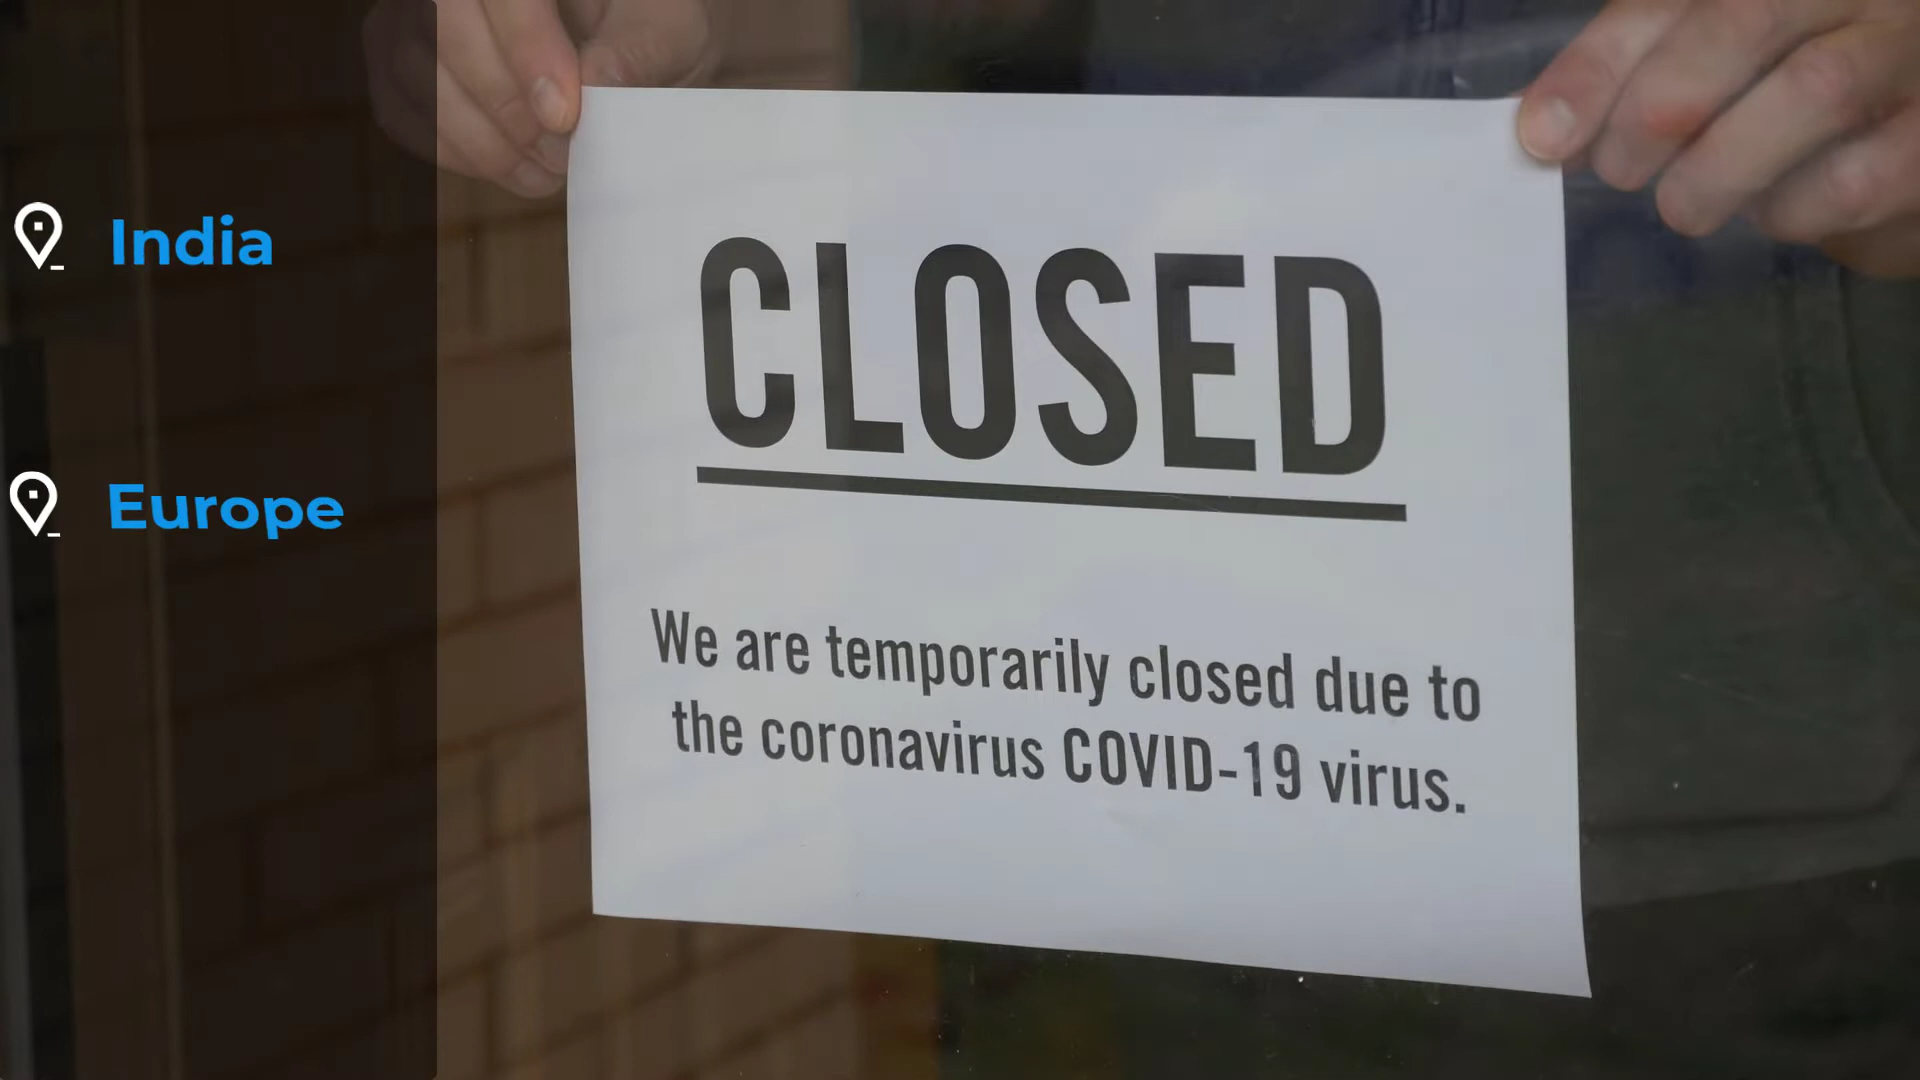 India
Europe
CLOSED
We are temporarily closed due to
the coronavirus COVID-19 virus.